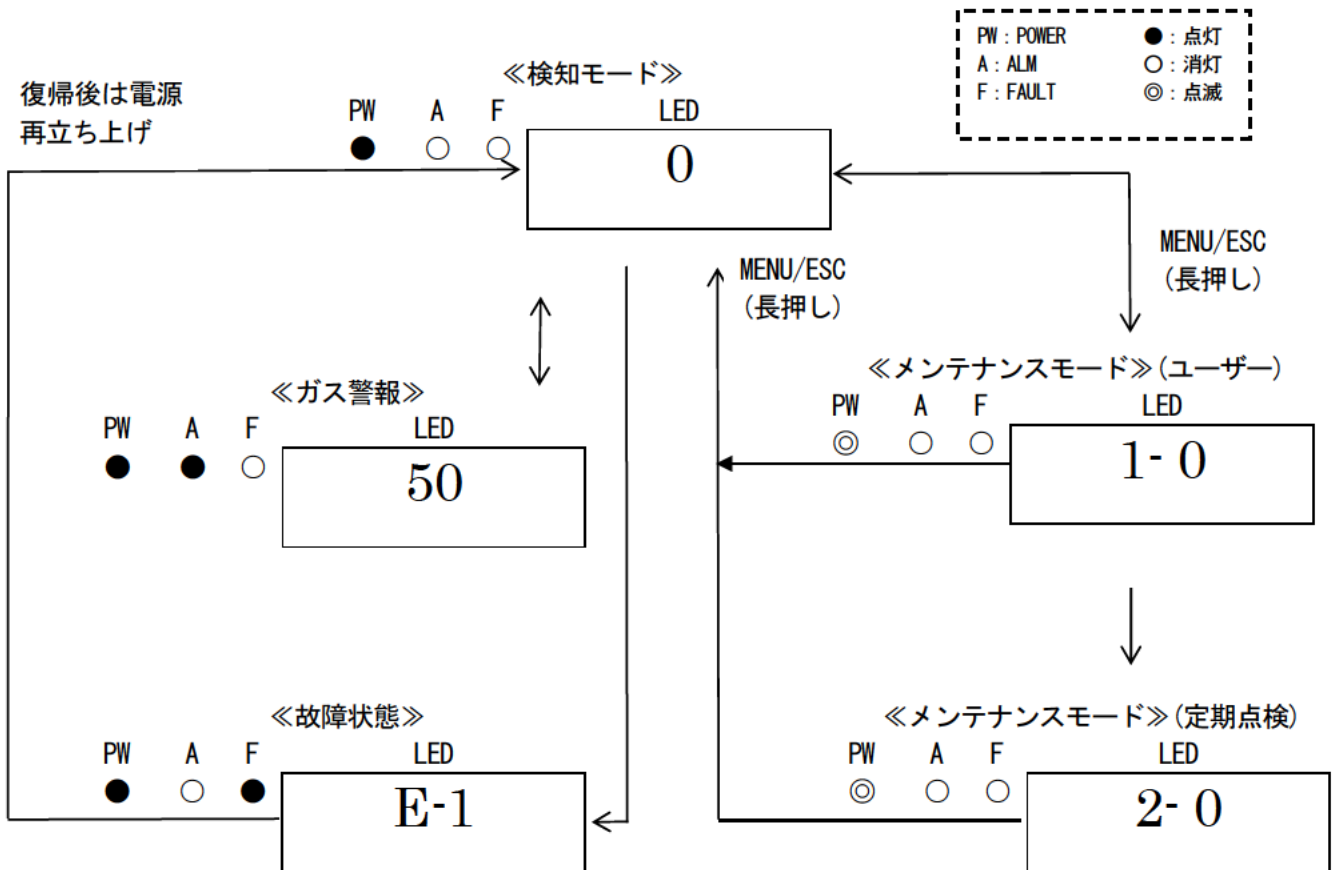 PW：POWER ●：点灯
A：ALM ○：消灯
F：FAULT ◎：点滅
復帰後は電源
再立ち上げ
≪検知モード≫
PW A F LED
● ○ ○
0
MENU/ESC
(長押し)
MENU/ESC
(長押し)
≪ガス警報≫
PW A F LED
● ● ○
50
≪メンテナンスモード≫(ユーザー)
PW A F LED
◎ ○ ○
1- 0
≪故障状態≫
PW A F LED
● ○ ●
E-1
≪メンテナンスモード≫(定期点検)
PW A F LED
◎ ○ ○
2- 0